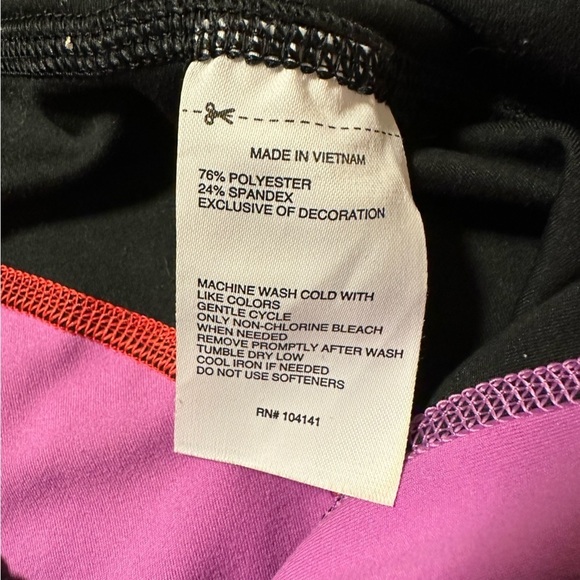 MADE IN VIETNAM
76% POLYESTER
24% SPANDEX
EXCLUSIVE OF DECORATION
MACHINE WASH COLD WITH
LIKE COLORS
GENTLE CYCLE
ONLY NON-CHLORINE BLEACH
WHEN NEEDED
REMOVE PROMPTLY AFTER WASH
TUMBLE DRY LOW
COOL IRON IF NEEDED
DO NOT USE SOFTENERS
RN# 104141